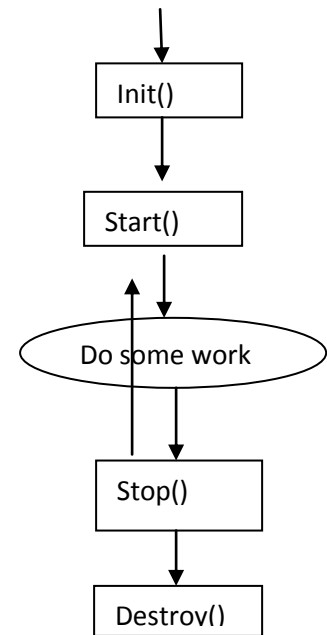 Init()
Start()
Do some work
Stop()
Destroy()